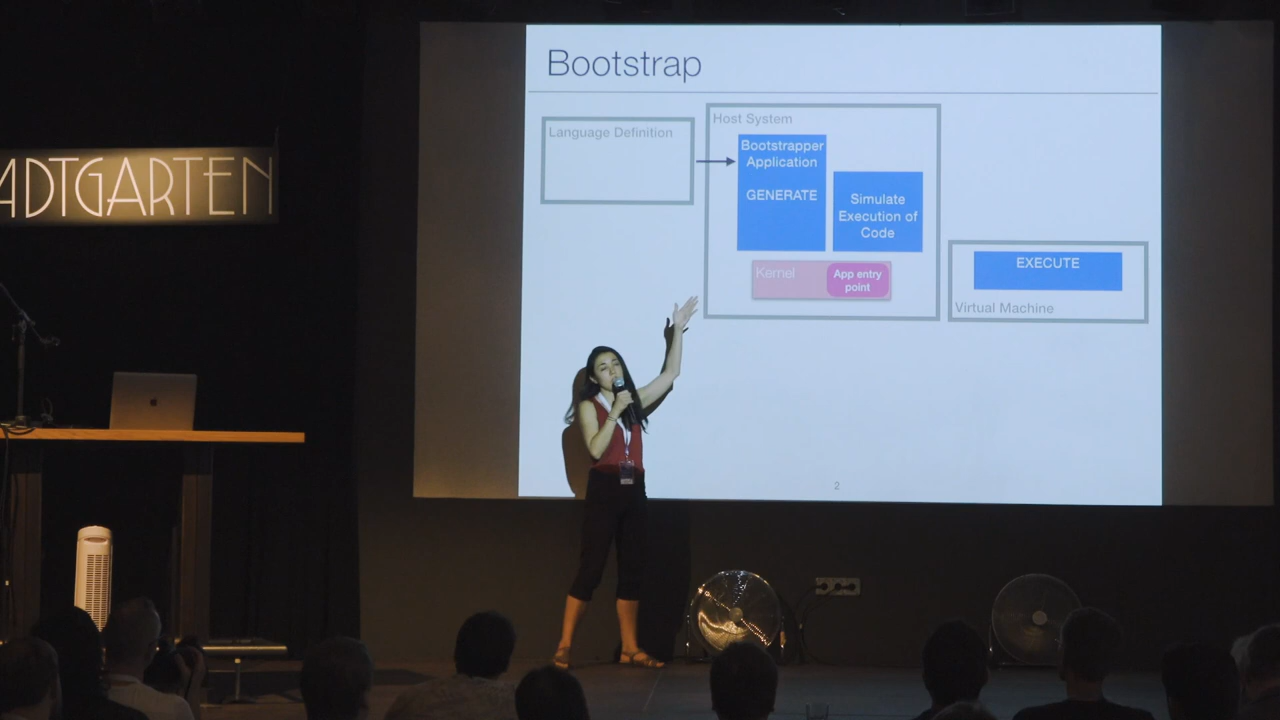 ADTGARTEN
Bootstrap
Language Definition
Host System
Bootstrapper
Application
GENERATE
Simulate
Execution of
Code
Kernel
App entry
point
EXECUTE
Virtual Machine
2